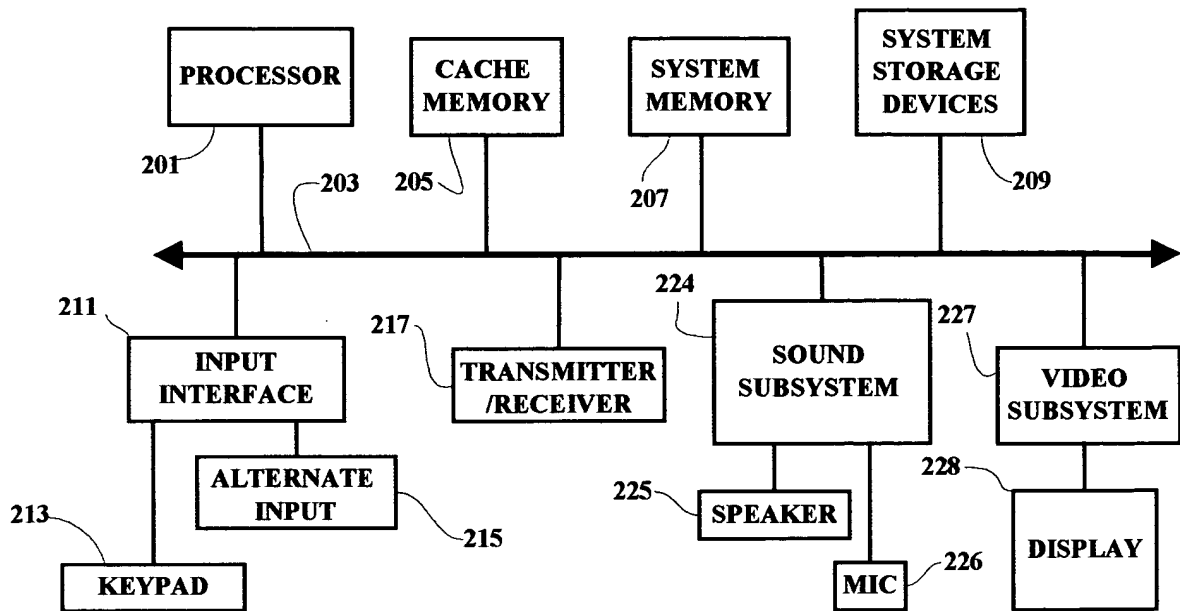 PROCESSOR
CACHE
MEMORY
SYSTEM
MEMORY
SYSTEM
STORAGE
DEVICES
201
203
205
207
209
211
217
224
227
INPUT
INTERFACE
TRANSMITTER
/RECEIVER
SOUND
SUBSYSTEM
VIDEO
SUBSYSTEM
ALTERNATE
INPUT
213
215
225
SPEAKER
228
KEYPAD
MIC
226
DISPLAY